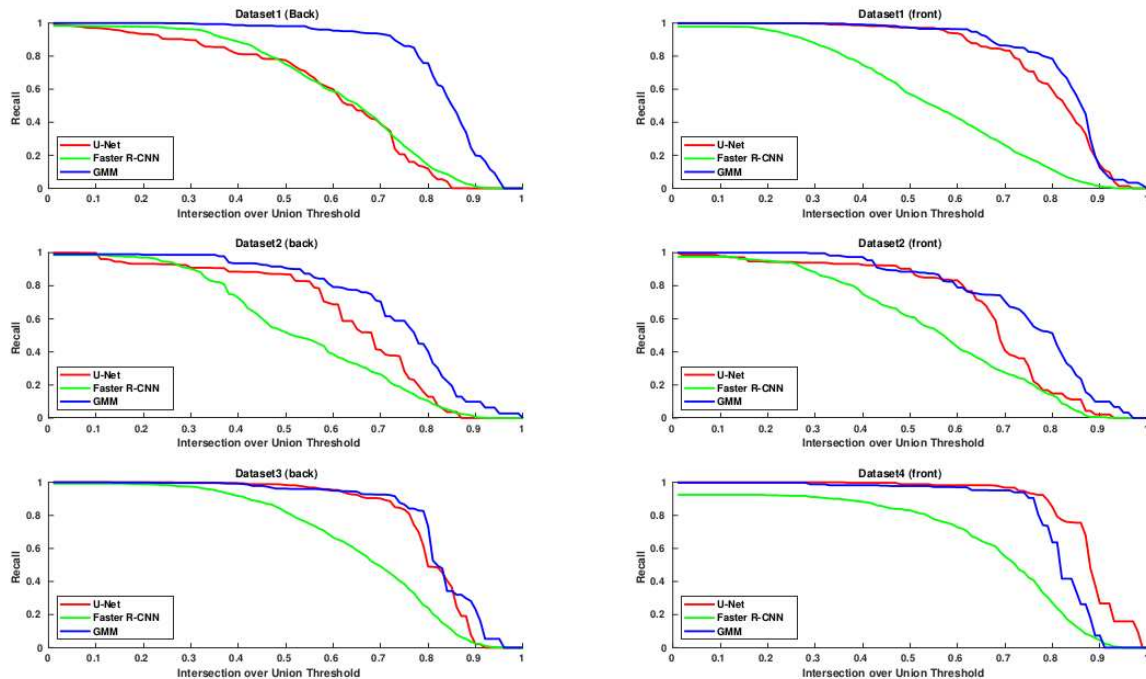 Dataset1 (Back)
1
0.8
0.6
0.4
0.2
0
Recall
U-Net
Faster R-CNN
GMM
0 0.1 0.2 0.3 0.4 0.5 0.6 0.7 0.8 0.9 1
Intersection over Union Threshold
Dataset1 (front)
1
0.8
0.6
0.4
0.2
0
Recall
U-Net
Faster R-CNN
GMM
0 0.1 0.2 0.3 0.4 0.5 0.6 0.7 0.8 0.9 1
Intersection over Union Threshold
Dataset2 (back)
1
0.8
0.6
0.4
0.2
0
Recall
U-Net
Faster R-CNN
GMM
0 0.1 0.2 0.3 0.4 0.5 0.6 0.7 0.8 0.9 1
Intersection over Union Threshold
Dataset2 (front)
1
0.8
0.6
0.4
0.2
0
Recall
U-Net
Faster R-CNN
GMM
0 0.1 0.2 0.3 0.4 0.5 0.6 0.7 0.8 0.9 1
Intersection over Union Threshold
Dataset3 (back)
1
0.8
0.6
0.4
0.2
0
Recall
U-Net
Faster R-CNN
GMM
0 0.1 0.2 0.3 0.4 0.5 0.6 0.7 0.8 0.9 1
Intersection over Union Threshold
Dataset4 (front)
1
0.8
0.6
0.4
0.2
0
Recall
U-Net
Faster R-CNN
GMM
0 0.1 0.2 0.3 0.4 0.5 0.6 0.7 0.8 0.9 1
Intersection over Union Threshold